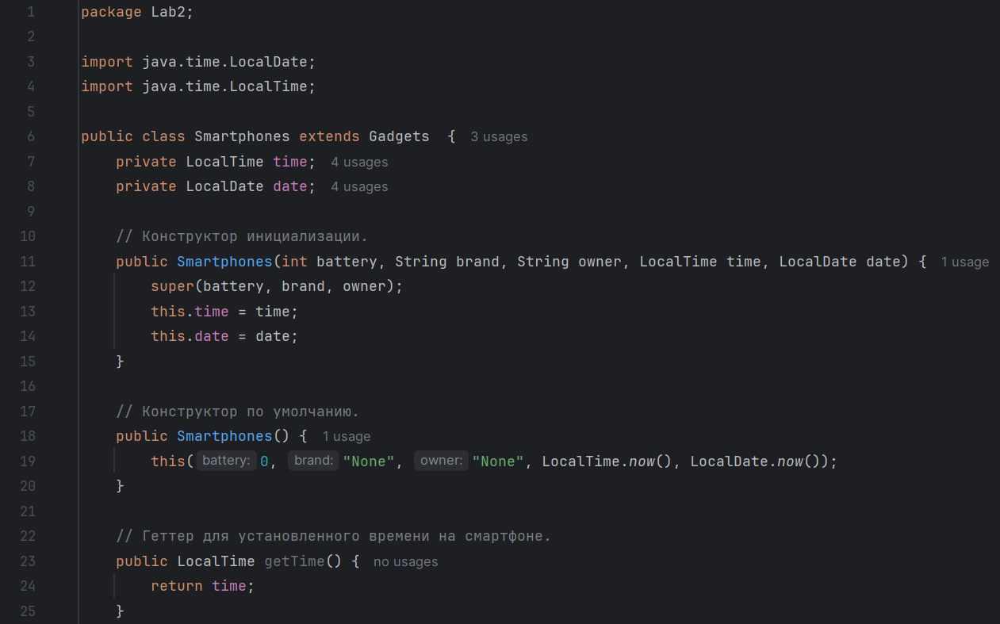 1 package Lab2;
2
3 import java.time.LocalDate;
4 import java.time.LocalTime;
5
6 public class Smartphones extends Gadgets  { 3 usages
7     private LocalTime time; 4 usages
8     private LocalDate date; 4 usages
9
10     // Конструктор инициализации.
11     public Smartphones(int battery, String brand, String owner, LocalTime time, LocalDate date) { 1 usage
12         super(battery, brand, owner);
13         this.time = time;
14         this.date = date;
15     }
16
17     // Конструктор по умолчанию.
18     public Smartphones() { 1 usage
19         this( battery: 0, brand: "None", owner: "None", LocalTime.now(), LocalDate.now());
20     }
21
22     // Геттер для установленного времени на смартфоне.
23     public LocalTime getTime() { no usages
24         return time;
25     }